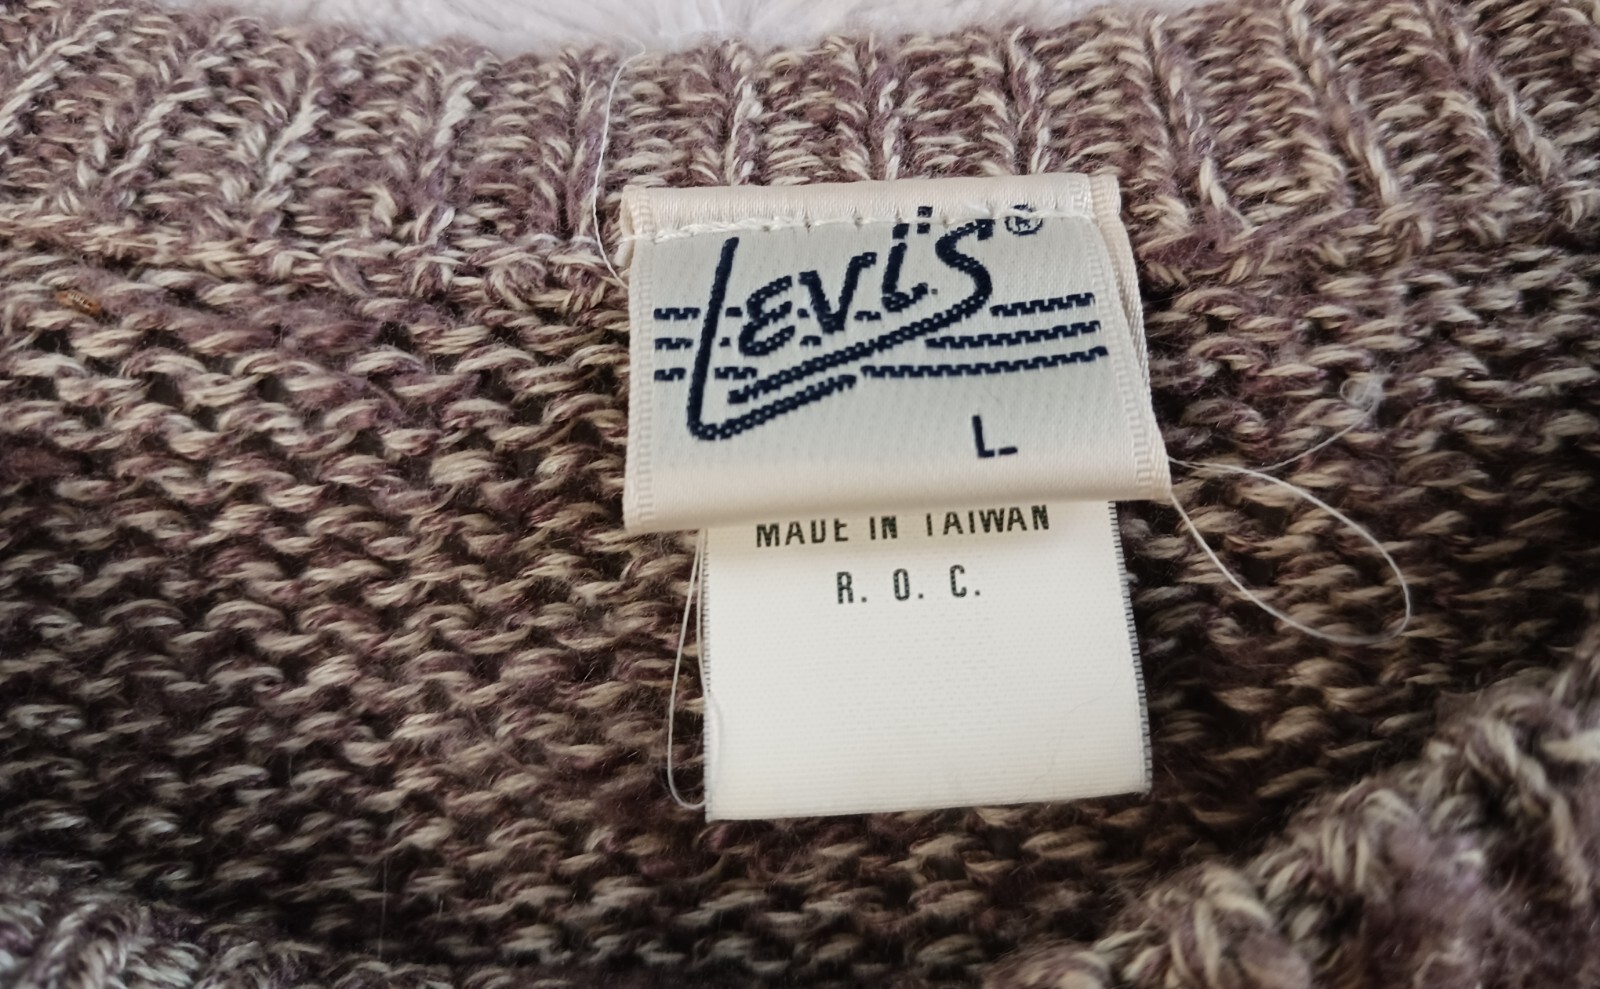 Levi's®
L
MADE IN TAIWAN
R. O. C.